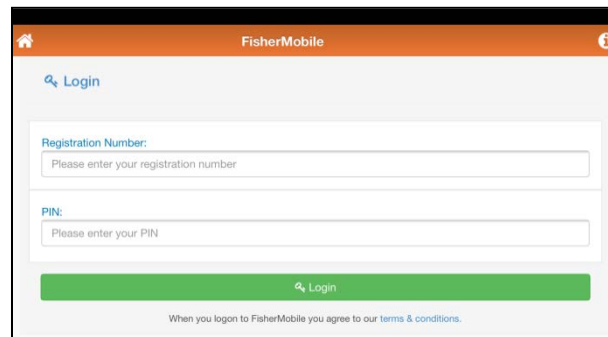 FisherMobile
Login
Registration Number:
Please enter your registration number
PIN:
Please enter your PIN
Login
When you logon to FisherMobile you agree to our terms & conditions.